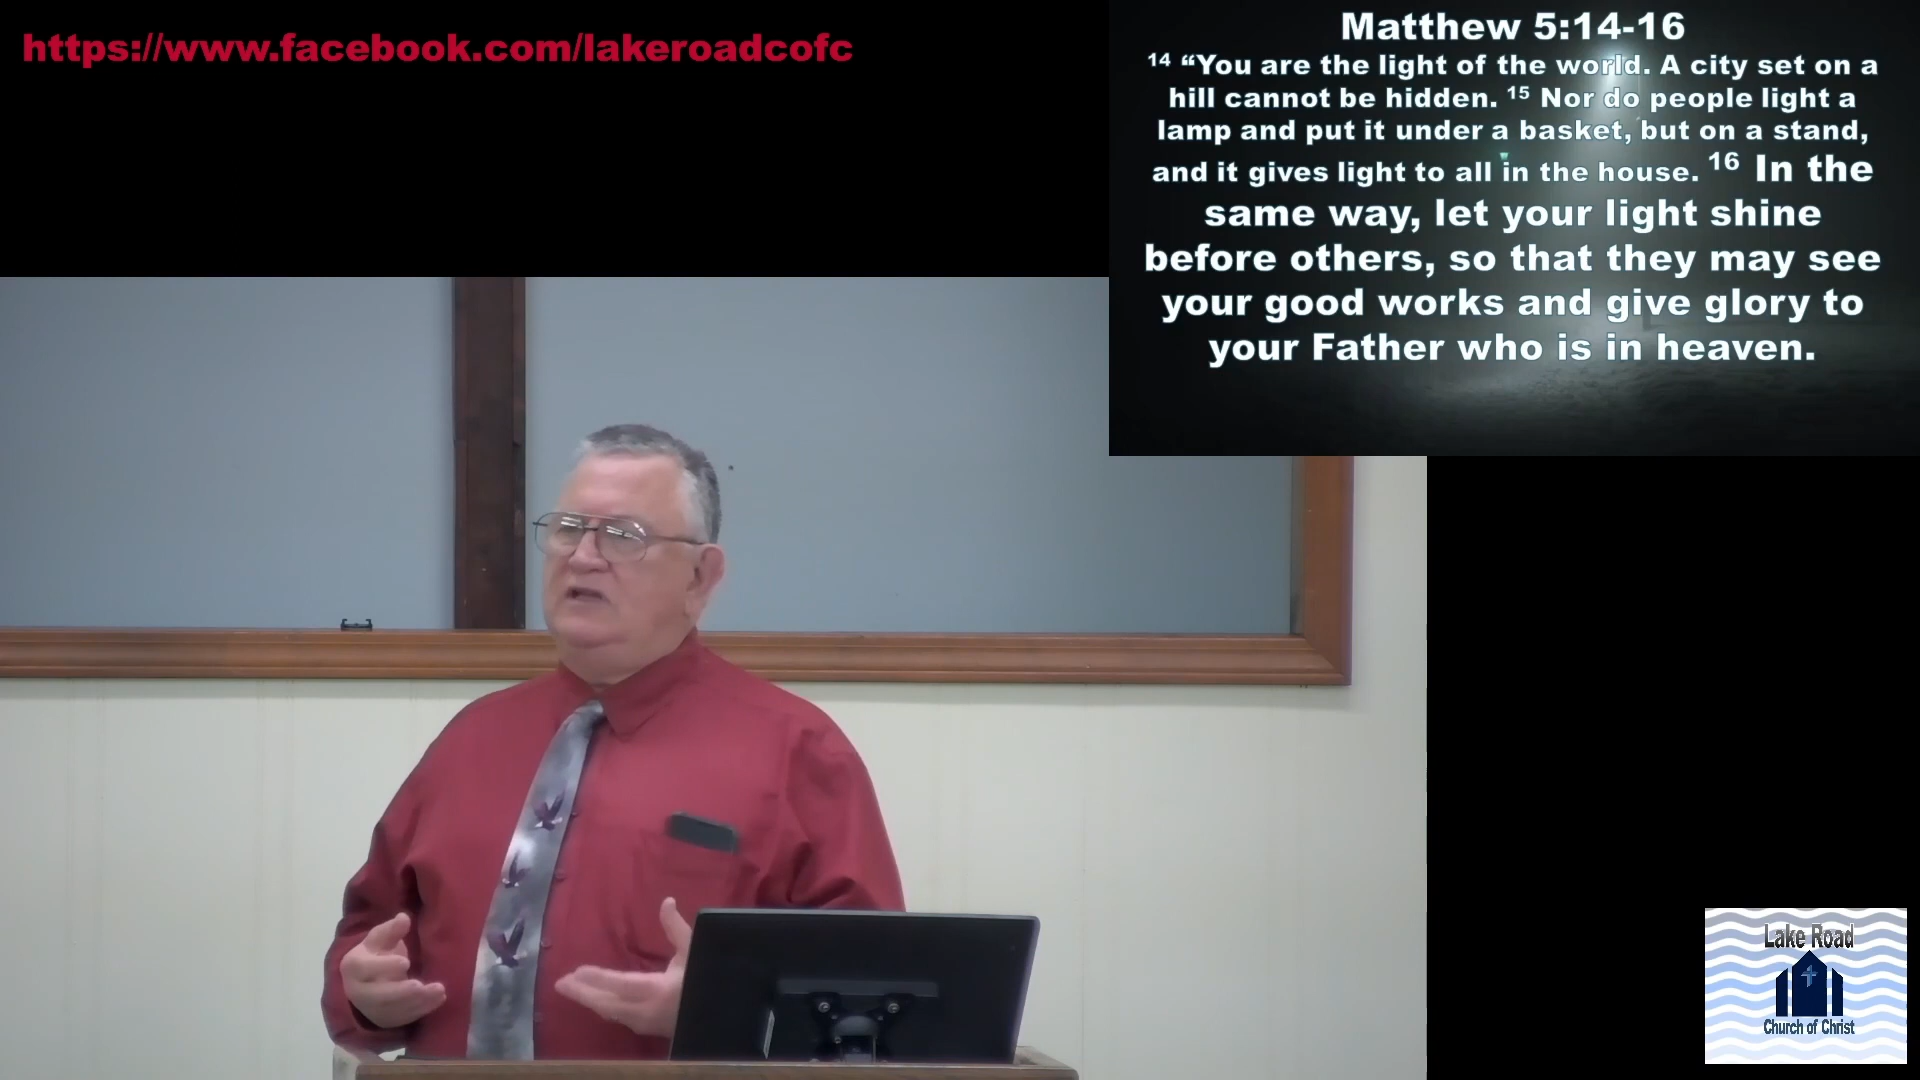 https://www.facebook.com/lakeroadcofc
Matthew 5:14-16
14 “You are the light of the world. A city set on a
hill cannot be hidden. 15 Nor do people light a
lamp and put it under a basket, but on a stand,
and it gives light to all in the house. 16 In the
same way, let your light shine
before others, so that they may see
your good works and give glory to
your Father who is in heaven.
Lake Road
Church of Christ